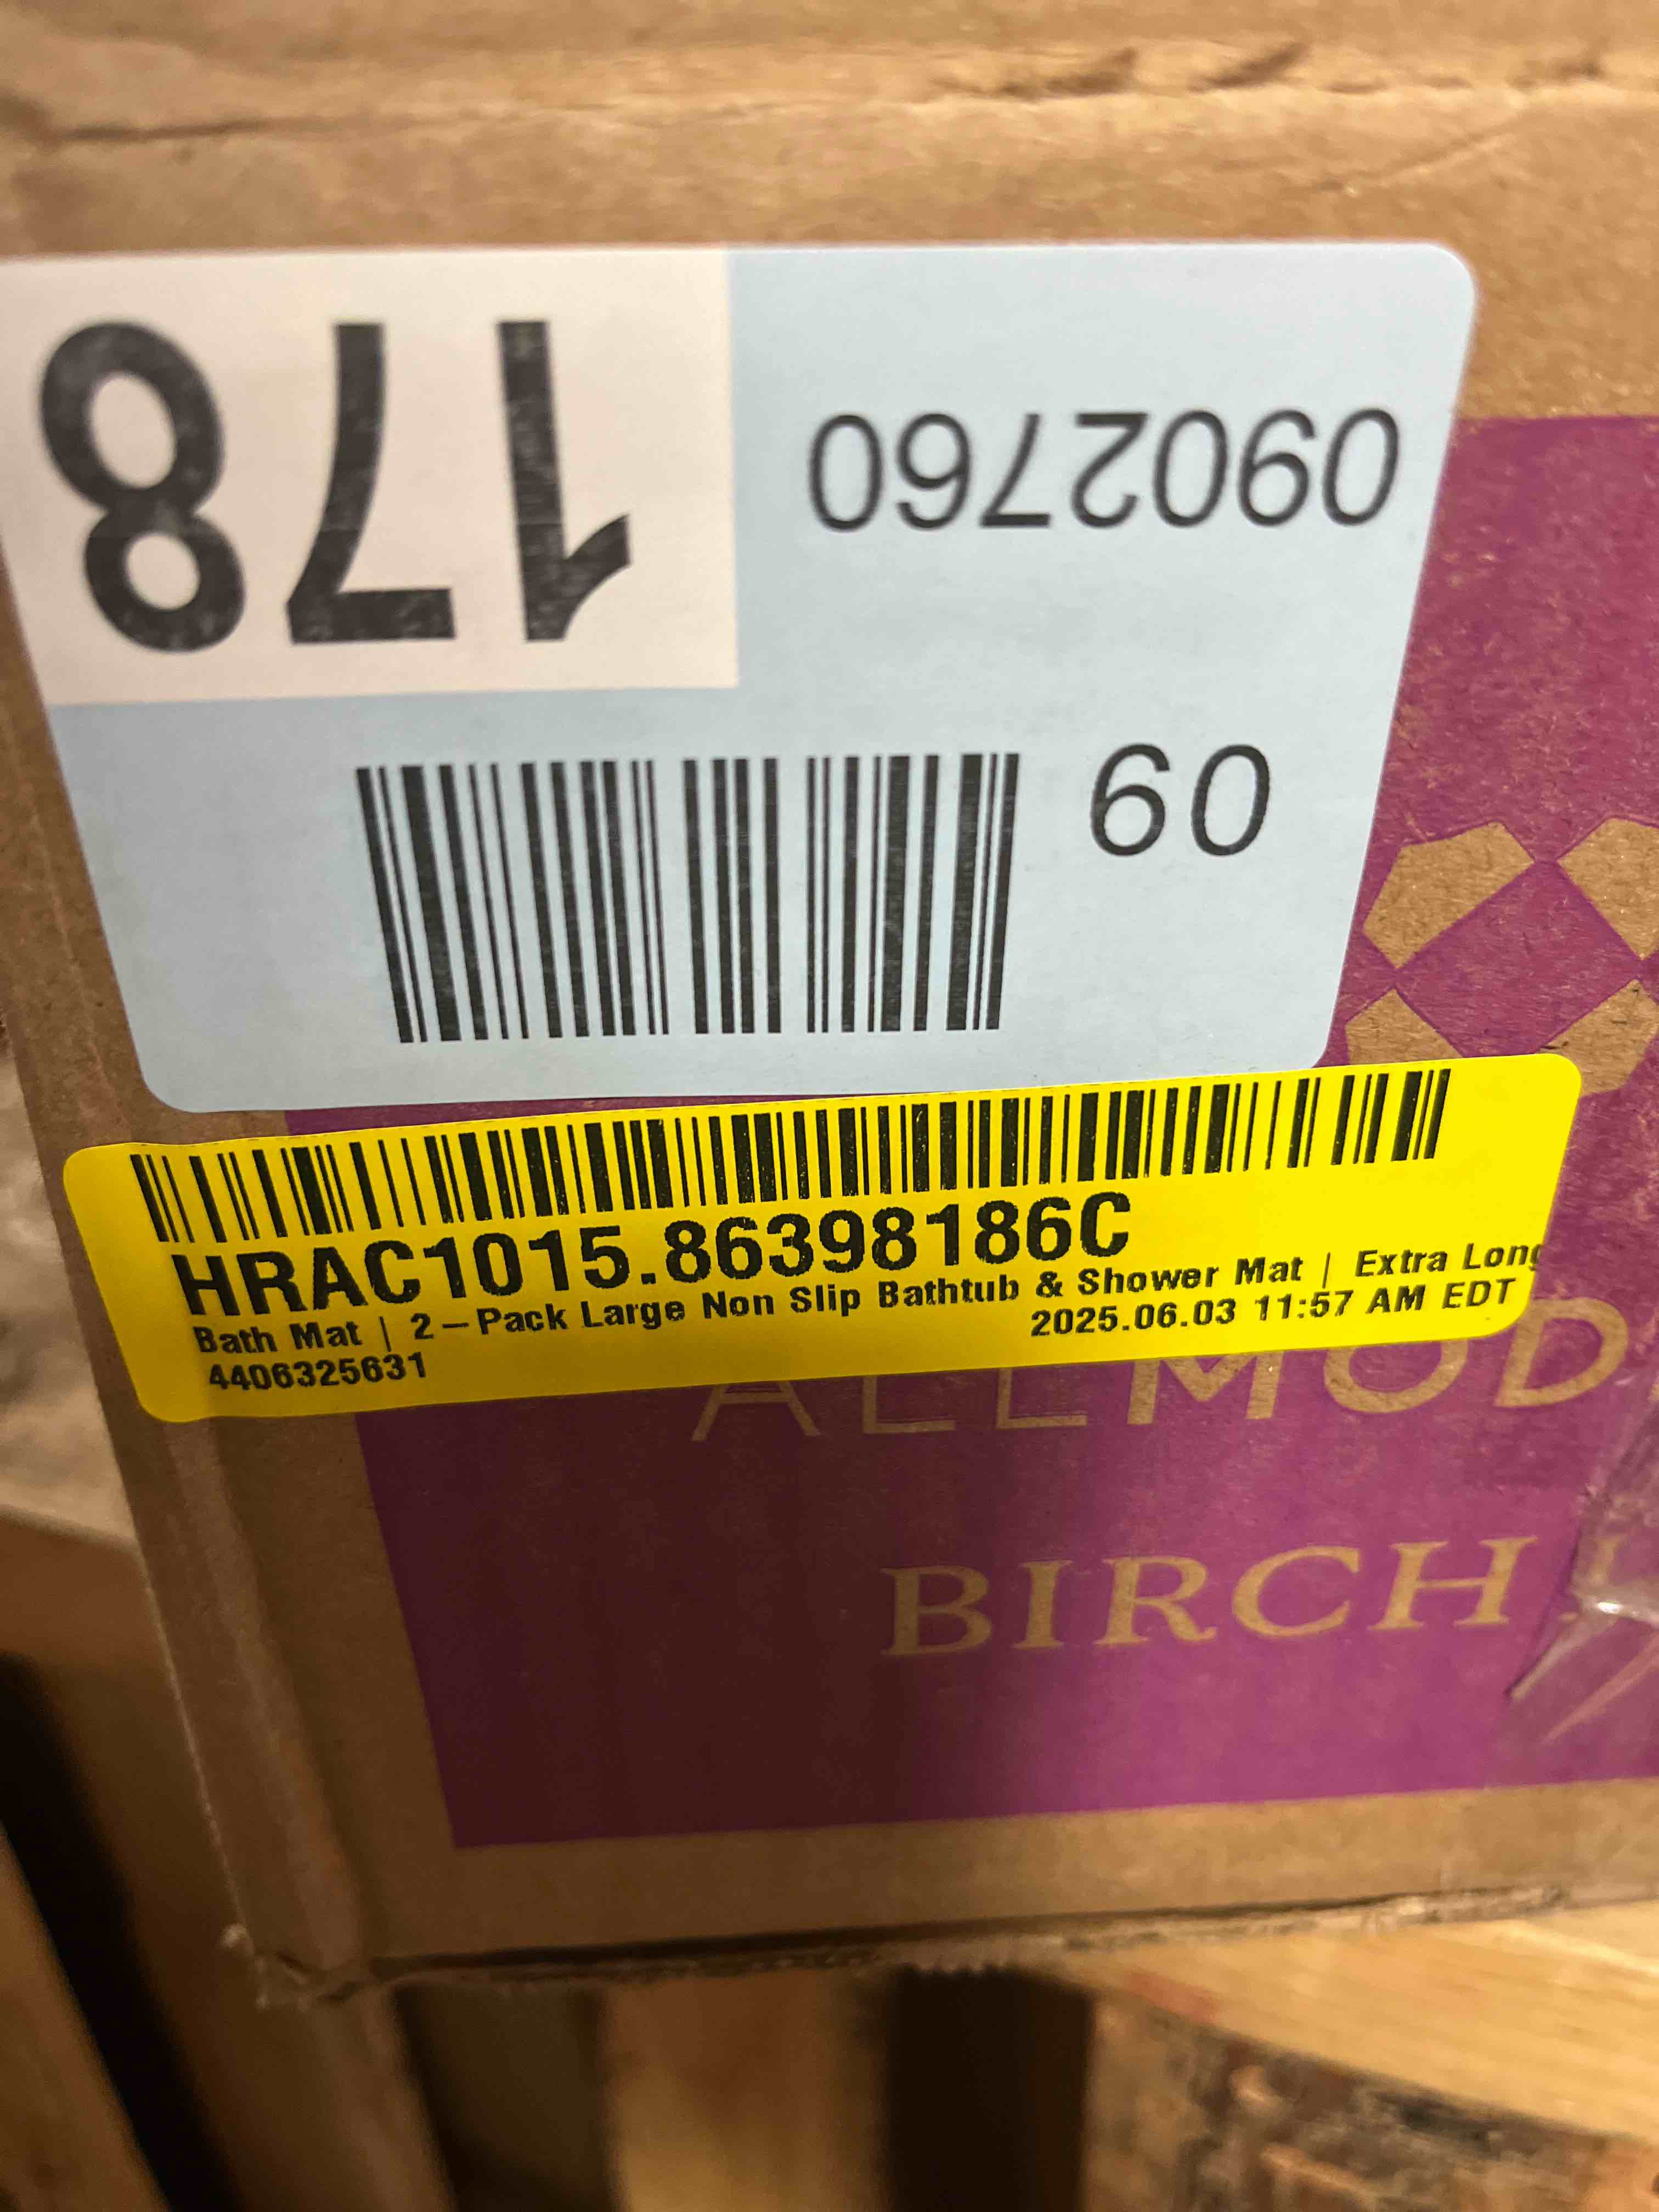 178
0902760
09
HRAC1015.86398186C
Bath Mat | 2-Pack Large Non Slip Bathtub & Shower Mat | Extra Long
2025.06.03 11:57 AM EDT
4406325631
ALLMOD
BIRCH